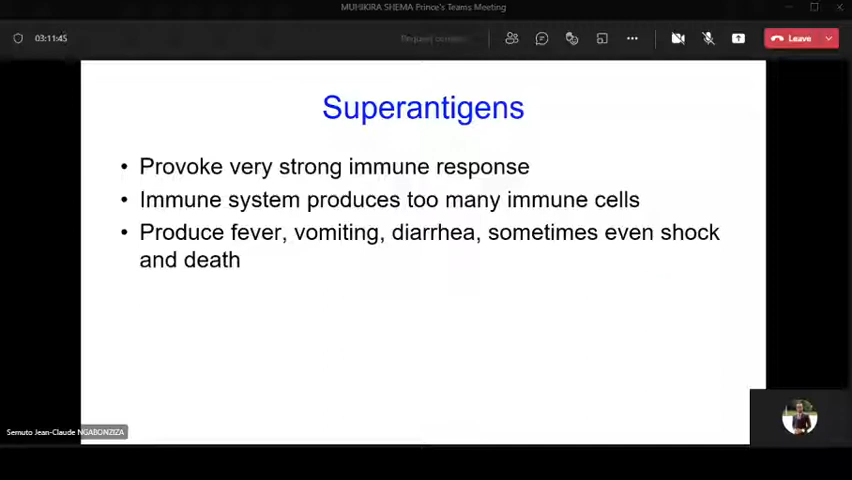 MUHIKIRA SHEMA Prince's Teams Meeting
03:11:45
Leave
Superantigens
• Provoke very strong immune response
• Immune system produces too many immune cells
• Produce fever, vomiting, diarrhea, sometimes even shock
and death
Semuto Jean-Claude NGABONZIZA